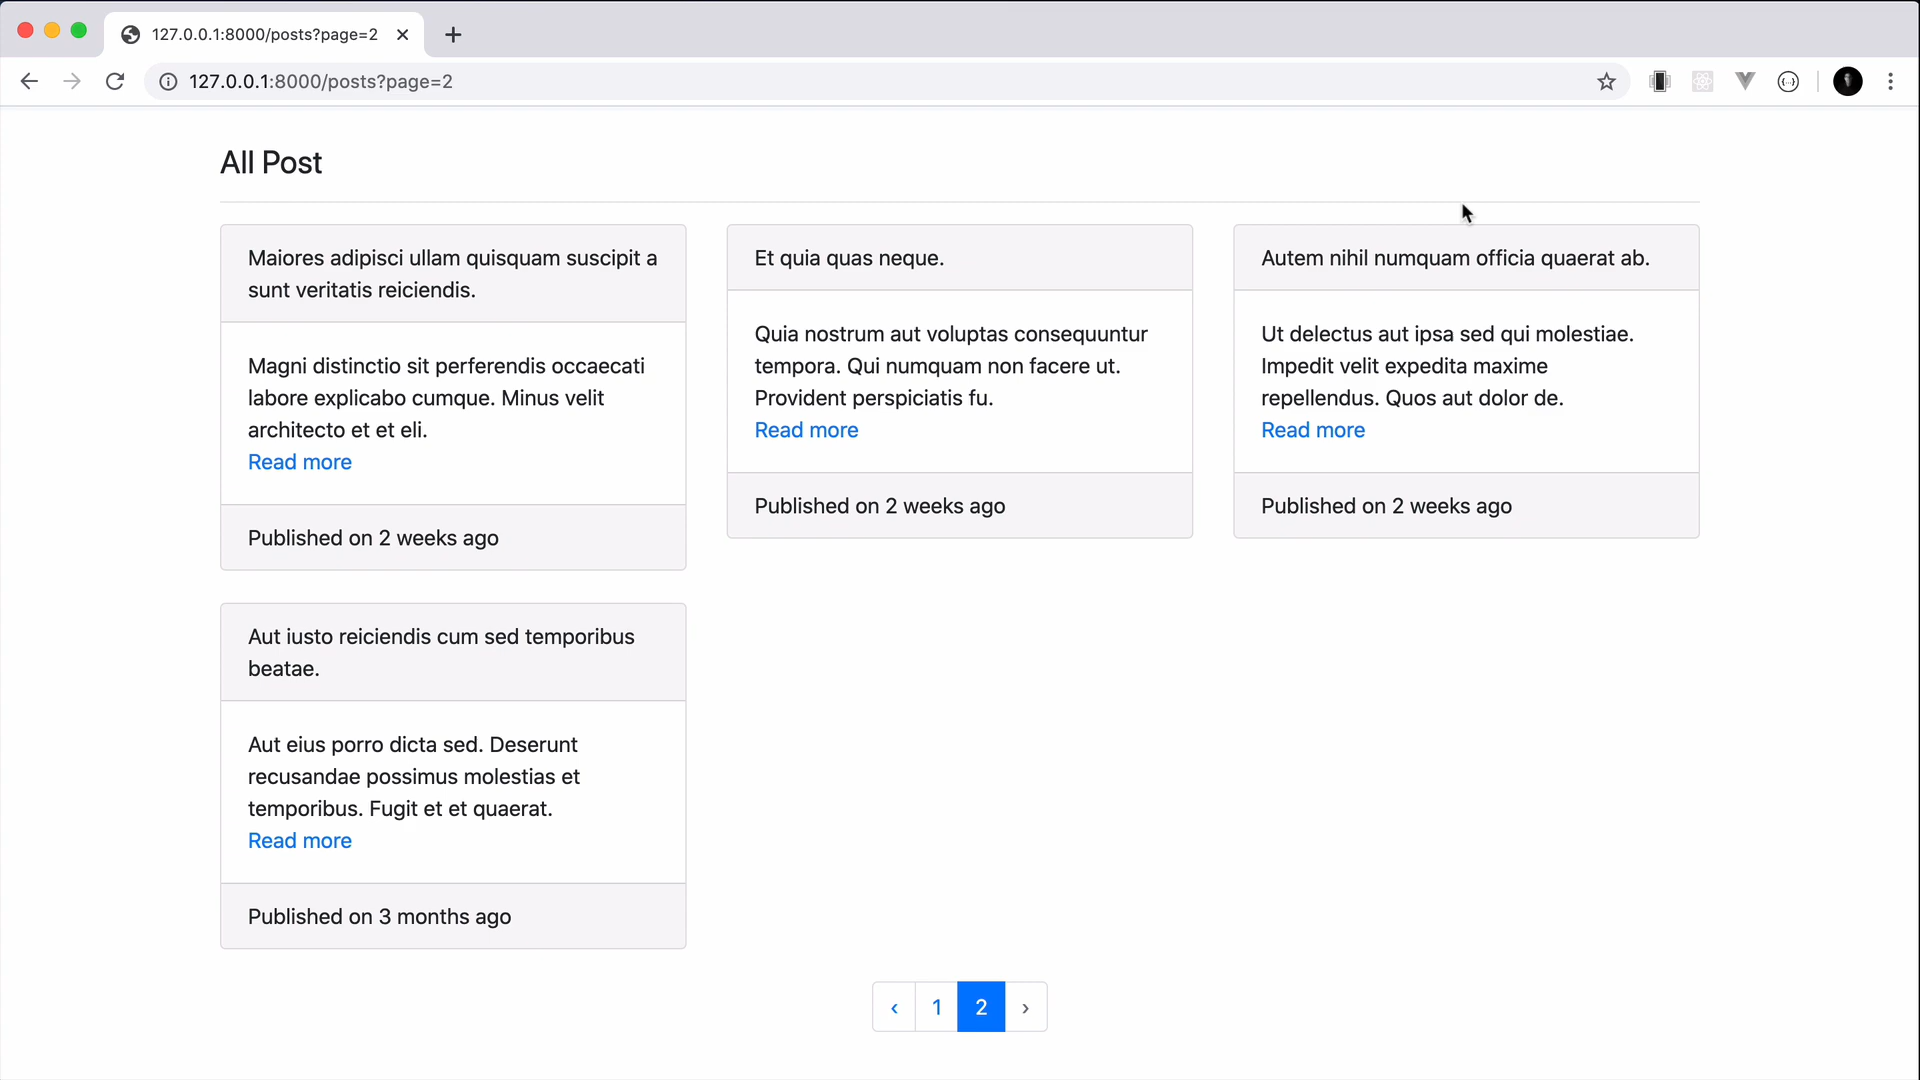 127.0.0.1:8000/posts?page=2
127.0.0.1:8000/posts?page=2
All Post
Maiores adipisci ullam quisquam suscipit a
sunt veritatis reiciendis.
Magni distinctio sit perferendis occaecati
labore explicabo cumque. Minus velit
architecto et et eli.
Read more
Published on 2 weeks ago
Et quia quas neque.
Quia nostrum aut voluptas consequuntur
tempora. Qui numquam non facere ut.
Provident perspiciatis fu.
Read more
Published on 2 weeks ago
Autem nihil numquam officia quaerat ab.
Ut delectus aut ipsa sed qui molestiae.
Impedit velit expedita maxime
repellendus. Quos aut dolor de.
Read more
Published on 2 weeks ago
Aut iusto reiciendis cum sed temporibus
beatae.
Aut eius porro dicta sed. Deserunt
recusandae possimus molestias et
temporibus. Fugit et et quaerat.
Read more
Published on 3 months ago
‹ 1 2 ›